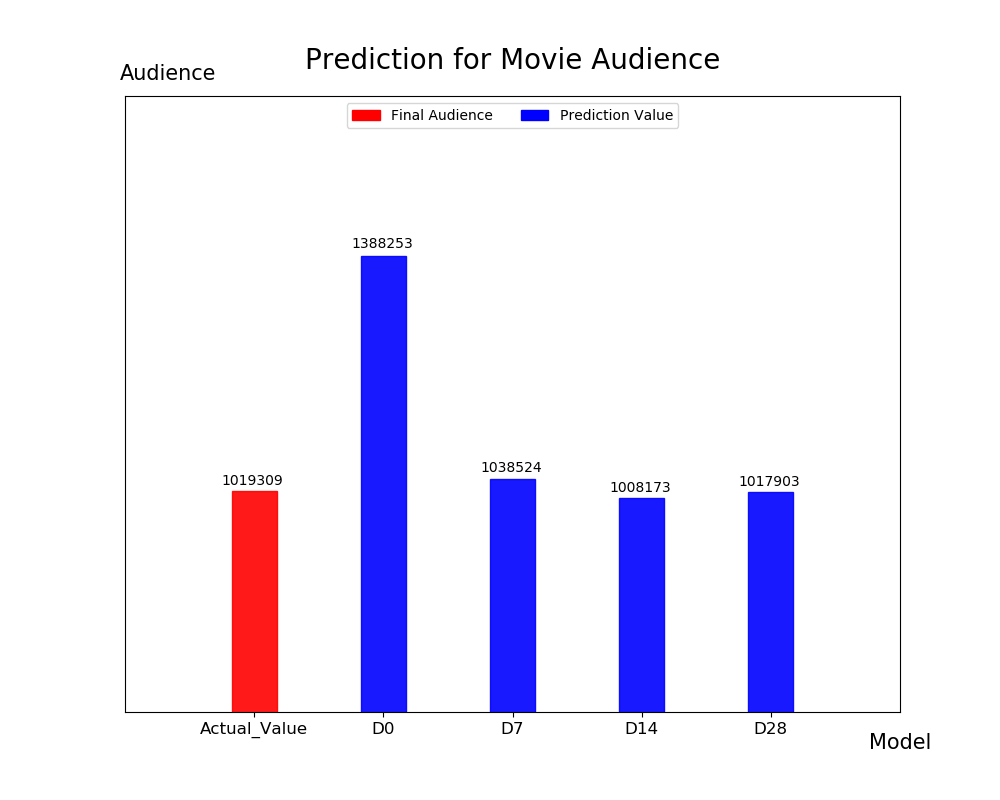 Prediction for Movie Audience
Audience
Final Audience Prediction Value
1388253
1038524
1019309
1008173
1017903
Actual_Value D0 D7 D14 D28
Model